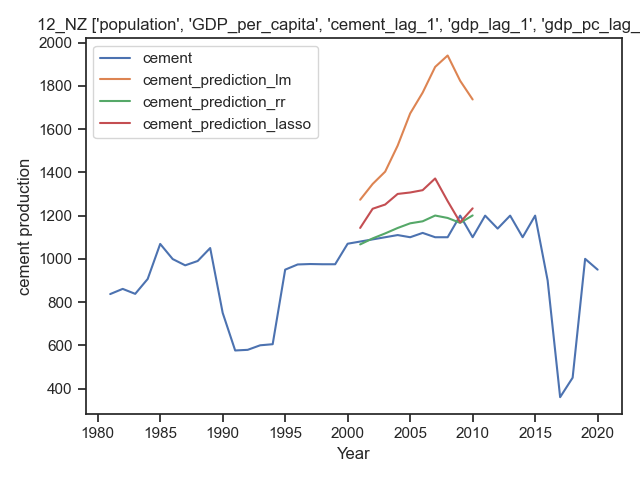 12_NZ ['population', 'GDP_per_capita', 'cement_lag_1', 'gdp_lag_1', 'gdp_pc_lag_
2000
1800
1600
1400
1200
1000
800
600
400
cement production
cement
cement_prediction_lm
cement_prediction_rr
cement_prediction_lasso
1980 1985 1990 1995 2000 2005 2010 2015 2020
Year